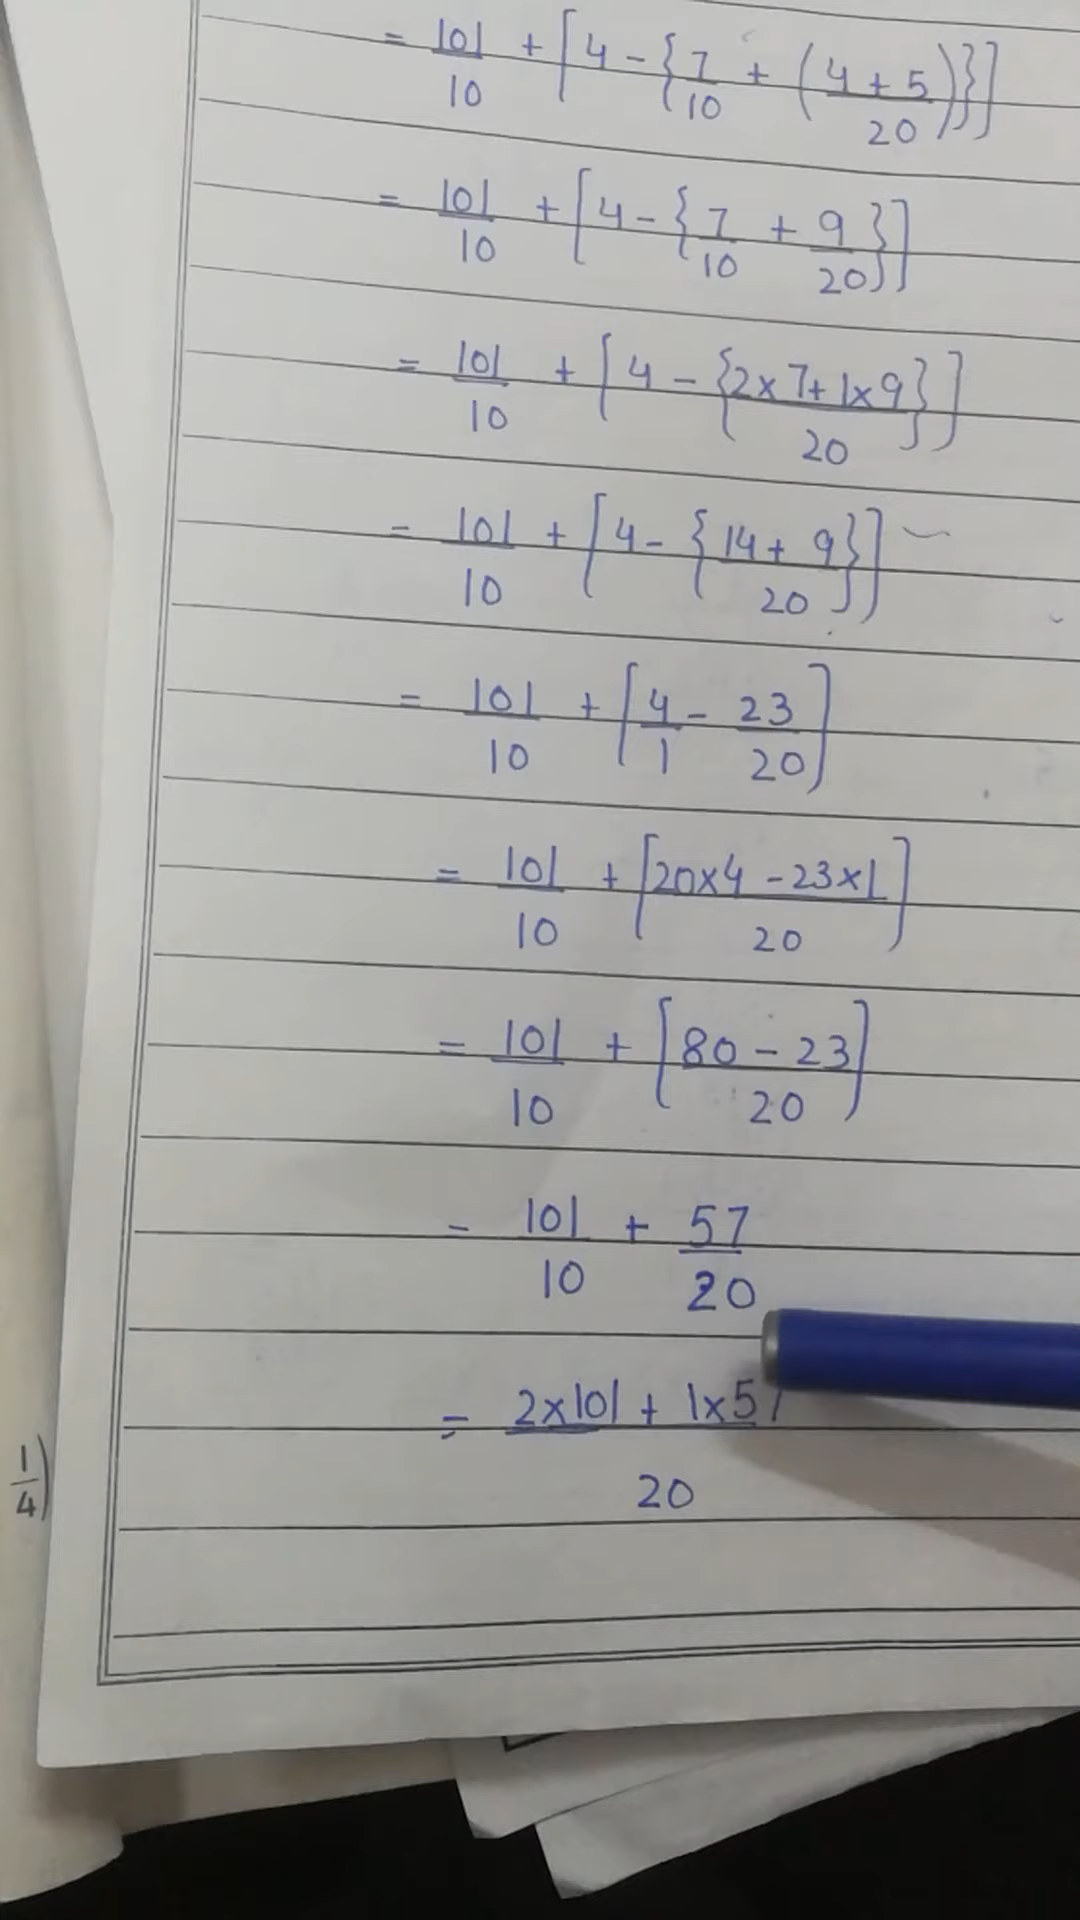 = 101/10 + [4 - {7/10 + (4 + 5/20)}]
= 101/10 + [4 - {7/10 + 9/20}]
= 101/10 + [4 - {2×7+1×9/20}]
= 101/10 + [4 - {14 + 9/20}]
= 101/10 + [4/1 - 23/20]
= 101/10 + [20×4 - 23×1/20]
= 101/10 + [80 - 23/20]
= 101/10 + 57/20
= 2×101 + 1×57/20
1/4)